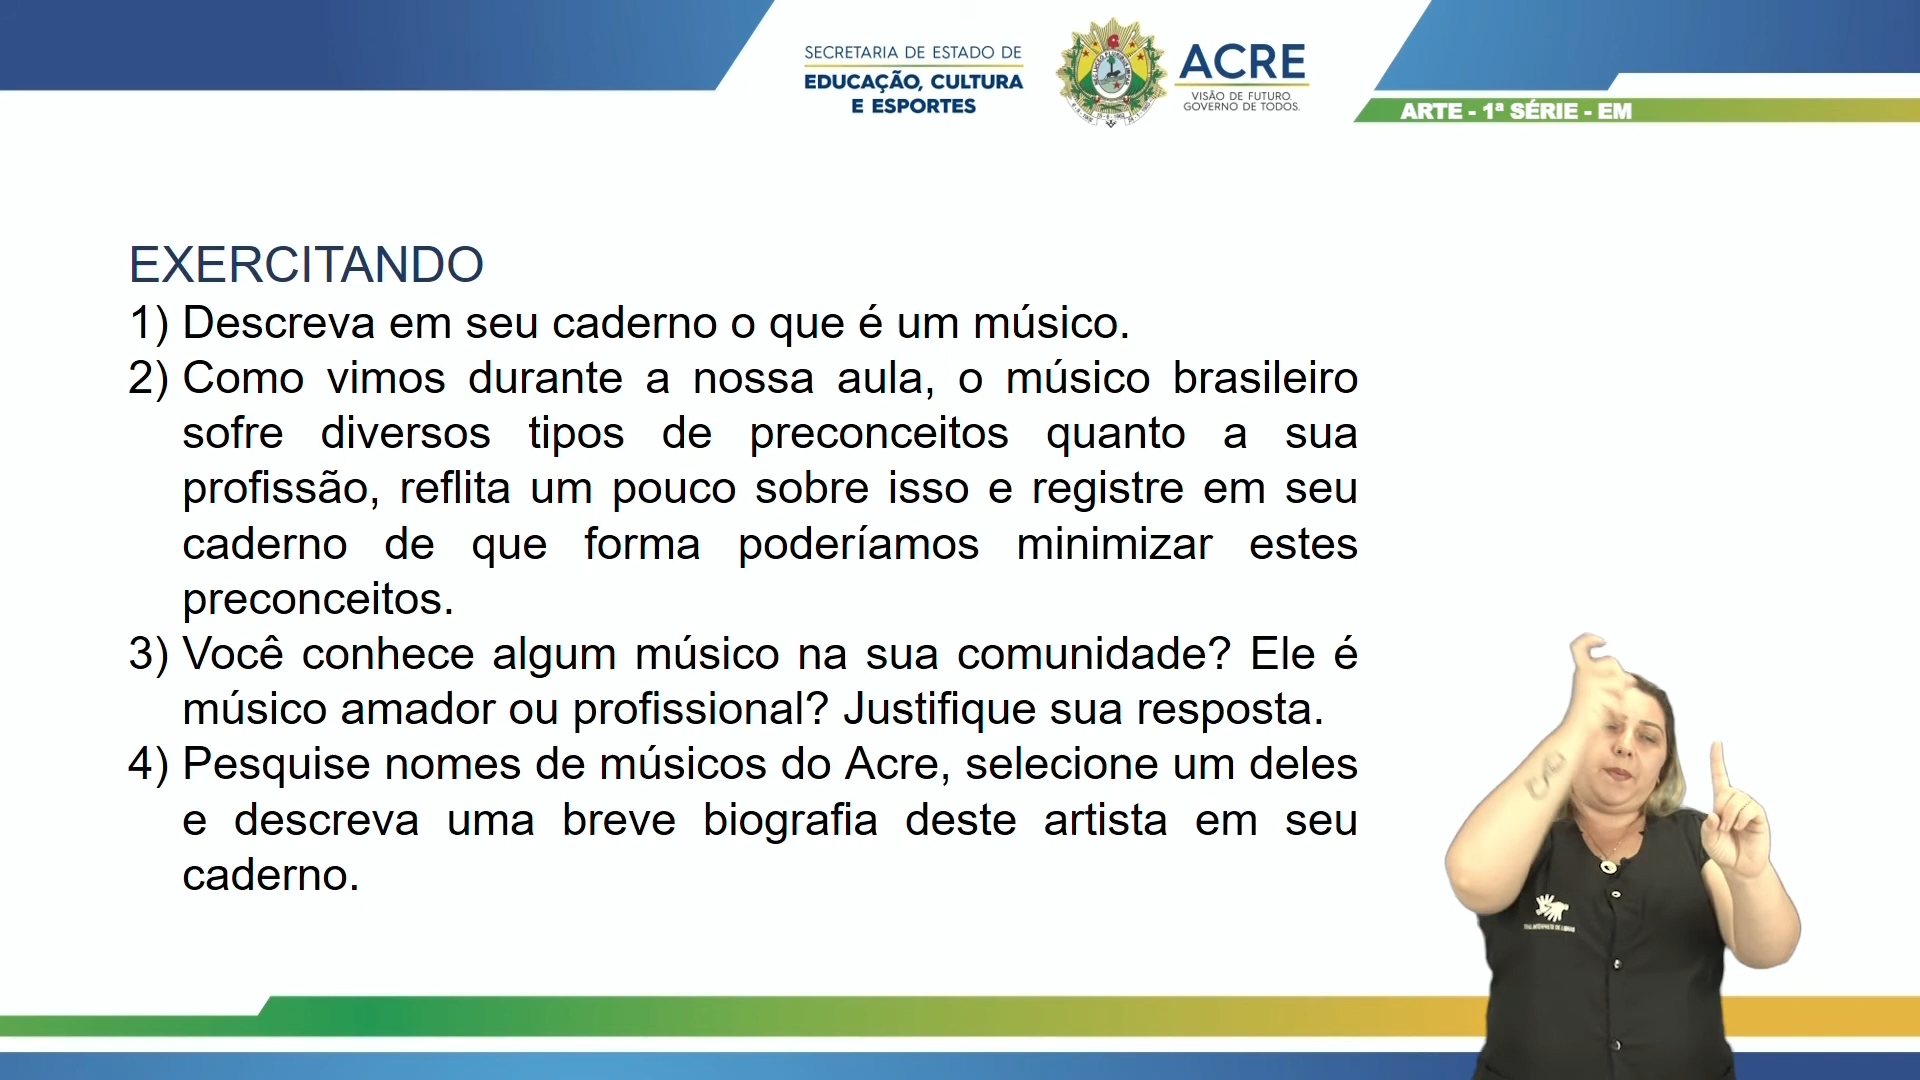 SECRETARIA DE ESTADO DE
EDUCAÇÃO, CULTURA
E ESPORTES
ACRE
VISÃO DE FUTURO.
GOVERNO DE TODOS.
ARTE - 1ª SÉRIE - EM
EXERCITANDO
1) Descreva em seu caderno o que é um músico.
2) Como vimos durante a nossa aula, o músico brasileiro
sofre diversos tipos de preconceitos quanto a sua
profissão, reflita um pouco sobre isso e registre em seu
caderno de que forma poderíamos minimizar estes
preconceitos.
3) Você conhece algum músico na sua comunidade? Ele é
músico amador ou profissional? Justifique sua resposta.
4) Pesquise nomes de músicos do Acre, selecione um deles
e descreva uma breve biografia deste artista em seu
caderno.